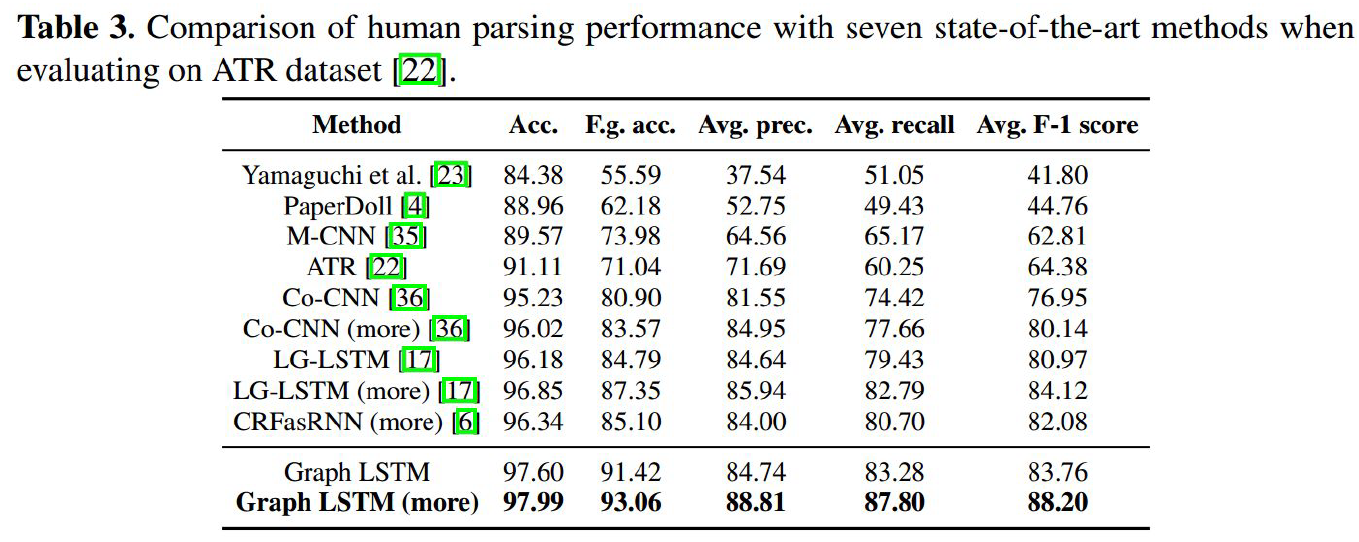 Table 3. Comparison of human parsing performance with seven state-of-the-art methods when
evaluating on ATR dataset [22].
Method Acc. F.g. acc. Avg. prec. Avg. recall Avg. F-1 score
Yamaguchi et al. [23] 84.38 55.59 37.54 51.05 41.80
PaperDoll [4] 88.96 62.18 52.75 49.43 44.76
M-CNN [35] 89.57 73.98 64.56 65.17 62.81
ATR [22] 91.11 71.04 71.69 60.25 64.38
Co-CNN [36] 95.23 80.90 81.55 74.42 76.95
Co-CNN (more) [36] 96.02 83.57 84.95 77.66 80.14
LG-LSTM [17] 96.18 84.79 84.64 79.43 80.97
LG-LSTM (more) [17] 96.85 87.35 85.94 82.79 84.12
CRFasRNN (more) [6] 96.34 85.10 84.00 80.70 82.08
Graph LSTM 97.60 91.42 84.74 83.28 83.76
Graph LSTM (more) 97.99 93.06 88.81 87.80 88.20